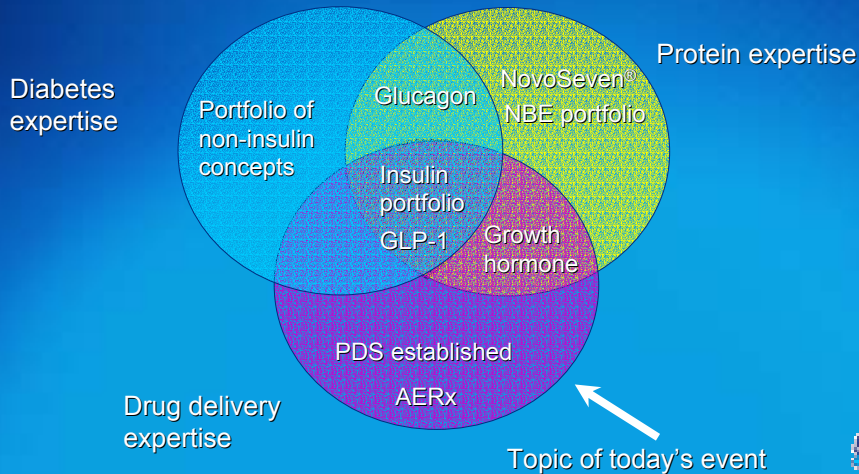 Diabetes
expertise
Protein expertise
Portfolio of
non-insulin
concepts
Glucagon
NovoSeven®
NBE portfolio
Insulin
portfolio
GLP-1
Growth
hormone
PDS established
AERx
Drug delivery
expertise
Topic of today's event